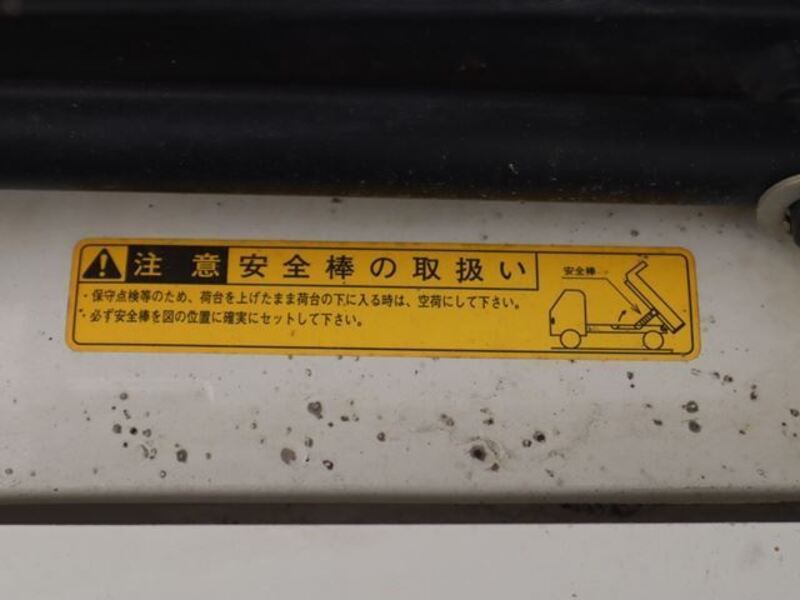 注意 安全棒の取扱い
・保守点検等のため、荷台を上げたまま荷台の下に入る時は、空荷にして下さい。
・必ず安全棒を図の位置に確実にセットして下さい。
安全棒